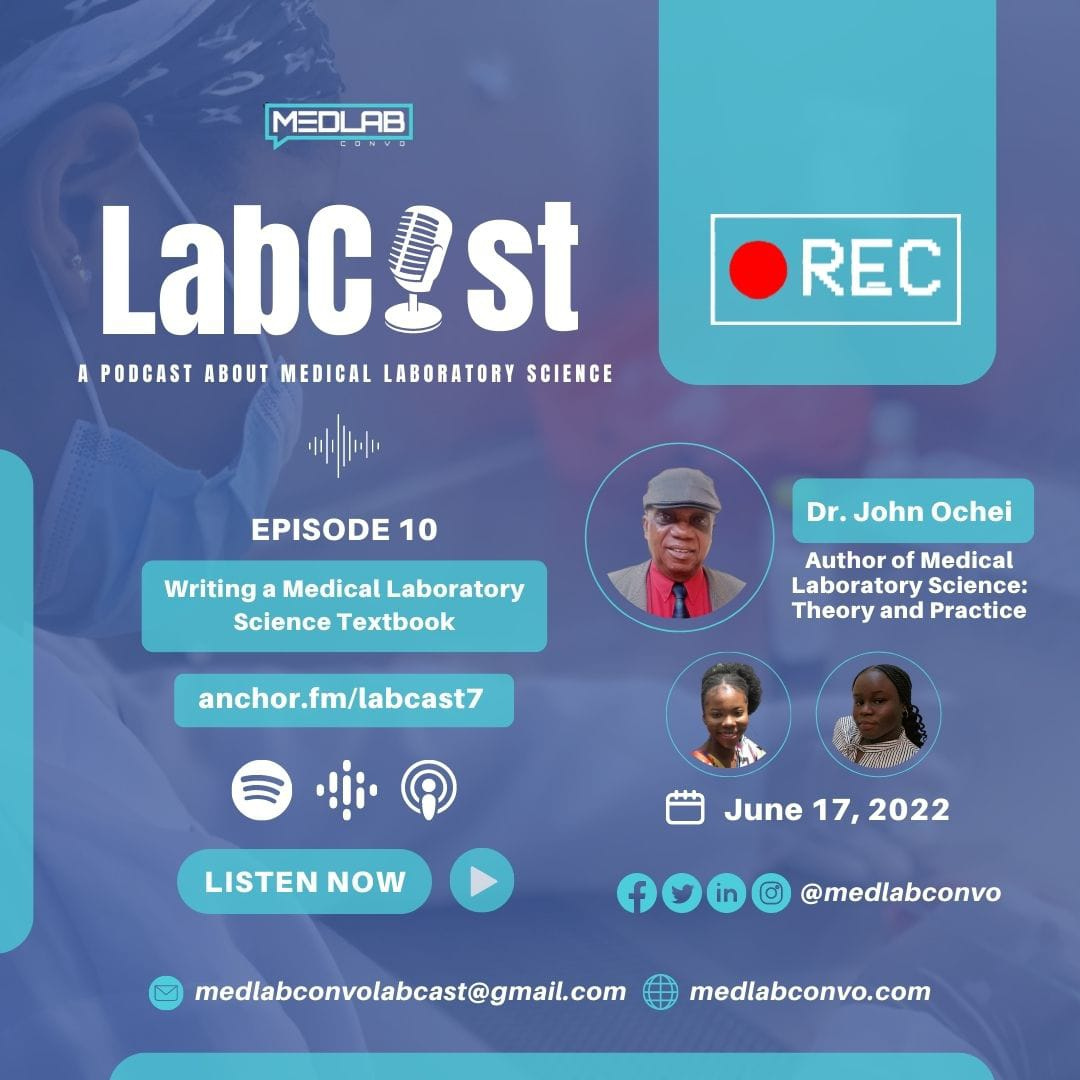 MEDLAB
CONVO
LabCast
A PODCAST ABOUT MEDICAL LABORATORY SCIENCE
REC
EPISODE 10
Writing a Medical Laboratory
Science Textbook
anchor.fm/labcast7
LISTEN NOW
Dr. John Ochei
Author of Medical
Laboratory Science:
Theory and Practice
June 17, 2022
@medlabconvo
medlabconvolabcast@gmail.com
medlabconvo.com